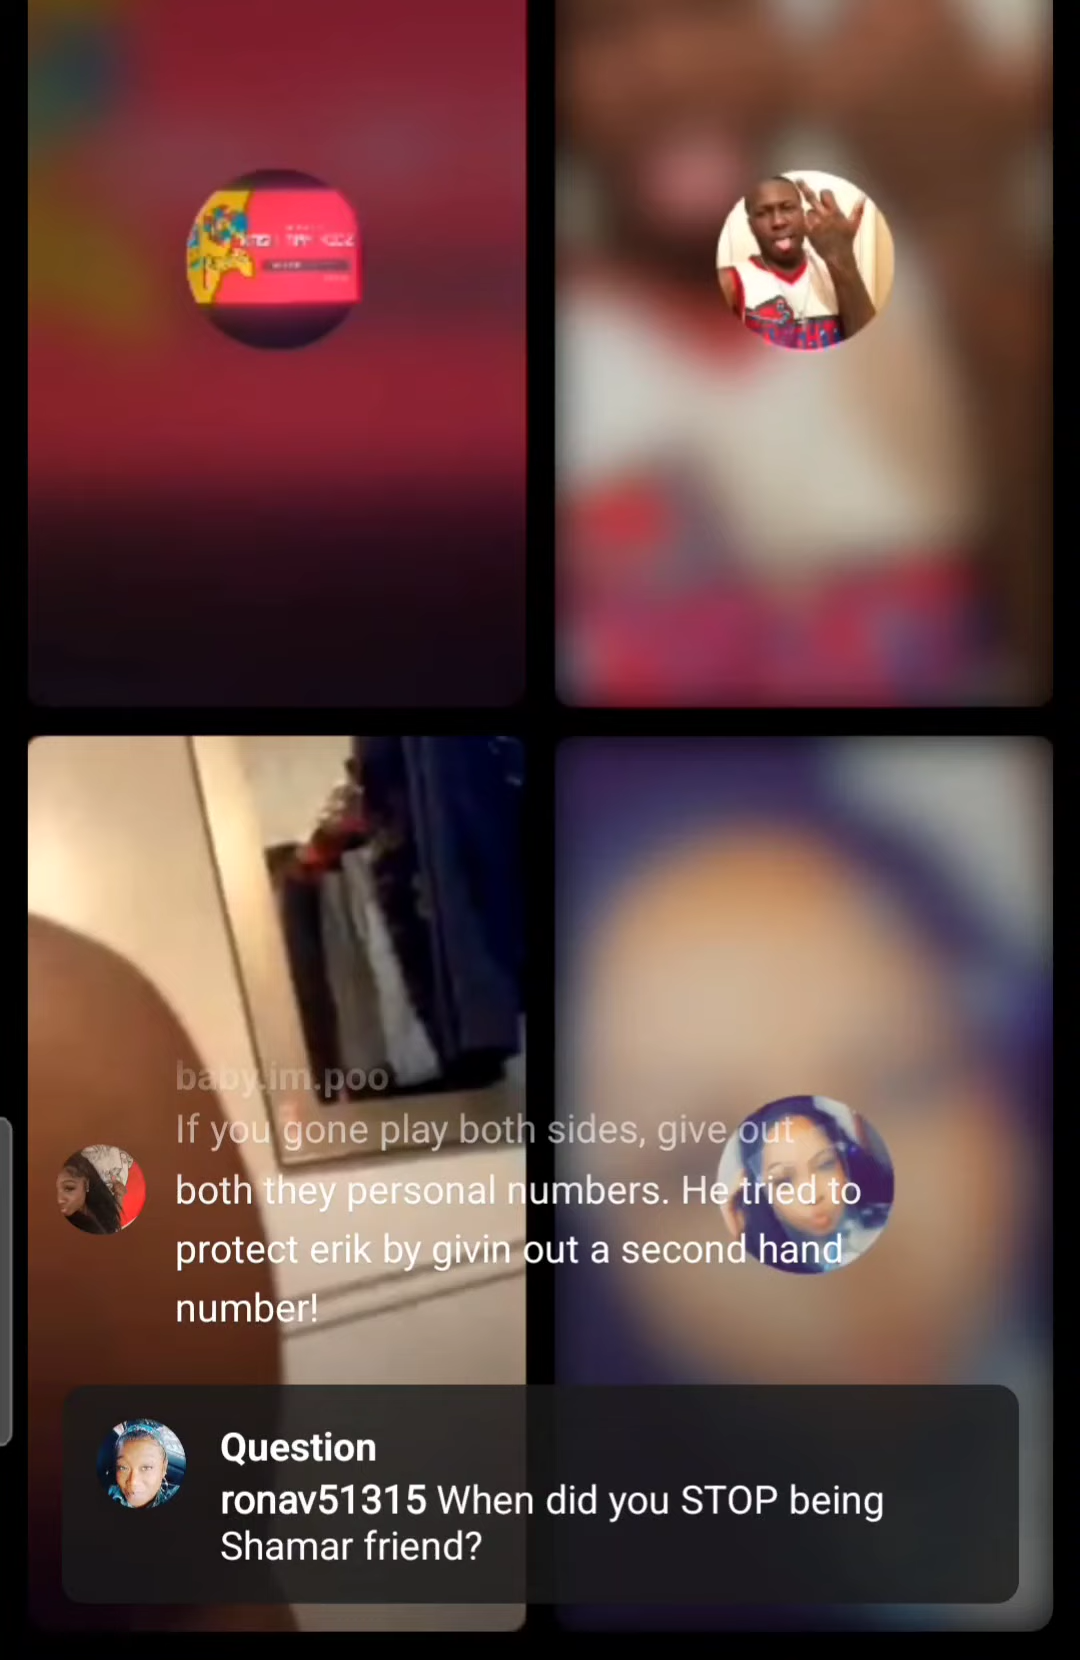 baby.im.poo
If you gone play both sides, give out
both they personal numbers. He tried to
protect erik by givin out a second hand
number!
Question
ronav51315 When did you STOP being
Shamar friend?